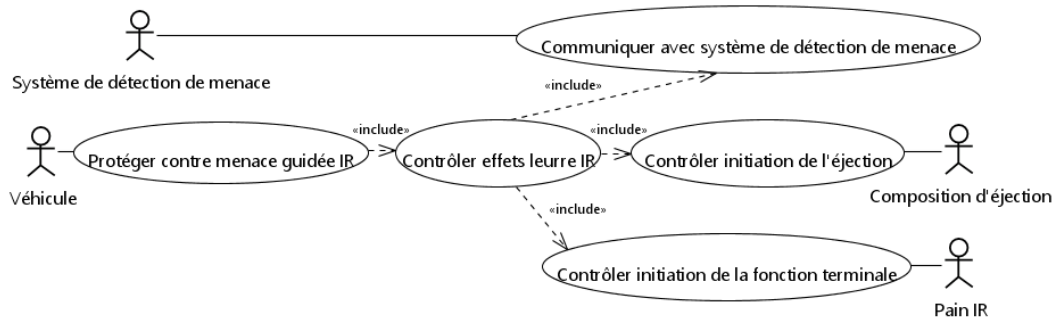 Communiquer avec système de détection de menace
Système de détection de menace
«include»
«include»
«include»
Protéger contre menace guidée IR
Contrôler effets leurre IR
Contrôler initiation de l'éjection
Véhicule
Composition d'éjection
«include»
Contrôler initiation de la fonction terminale
Pain IR